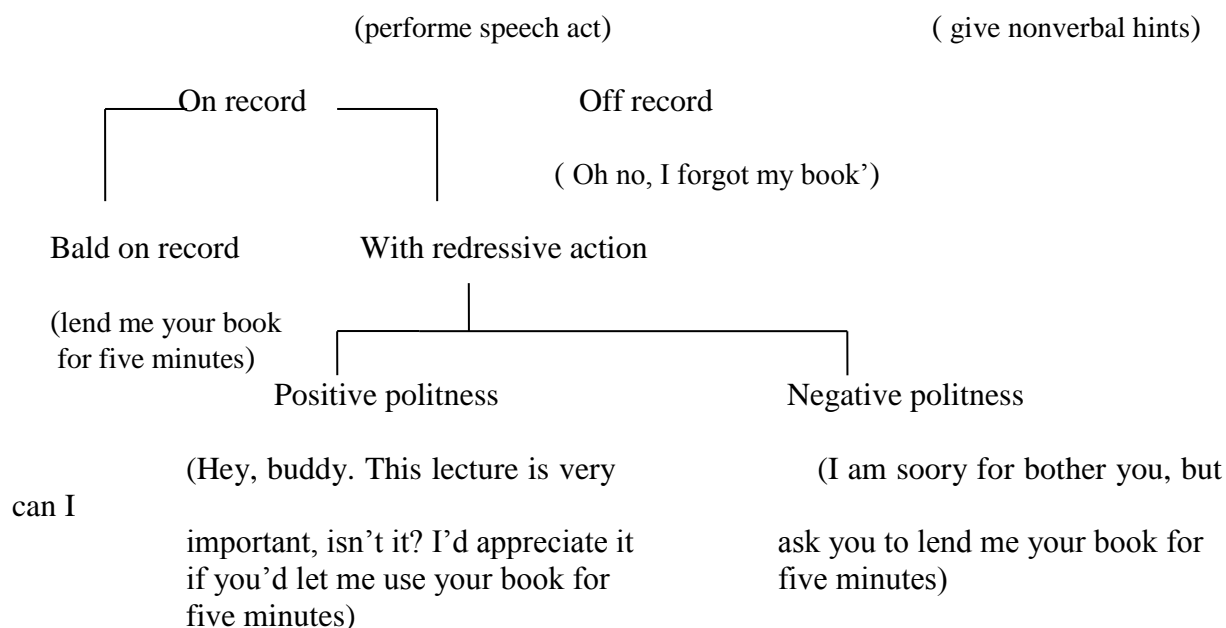 (performe speech act) ( give nonverbal hints)
On record Off record
( Oh no, I forgot my book’)
Bald on record With redressive action
(lend me your book
for five minutes)
Positive politness Negative politness
(Hey, buddy. This lecture is very (I am soory for bother you, but
can I
important, isn’t it? I’d appreciate it ask you to lend me your book for
if you’d let me use your book for five minutes)
five minutes)